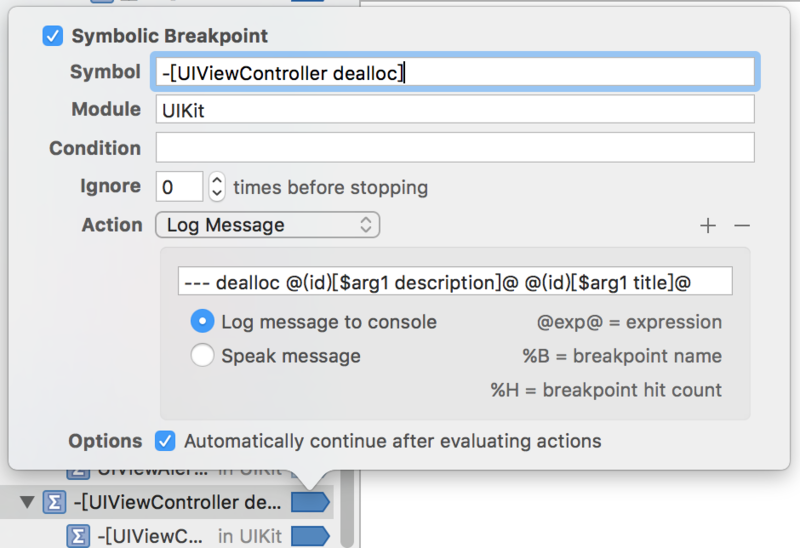 Symbolic Breakpoint
Symbol -[UIViewController dealloc]
Module UIKit
Condition
Ignore 0 times before stopping
Action Log Message
--- dealloc @(id)[$arg1 description]@ @(id)[$arg1 title]@
Log message to console @exp@ = expression
Speak message %B = breakpoint name
%H = breakpoint hit count
Options Automatically continue after evaluating actions
UIViewAler... in UIKit
-[UIViewController de...
-[UIViewC... in UIKit